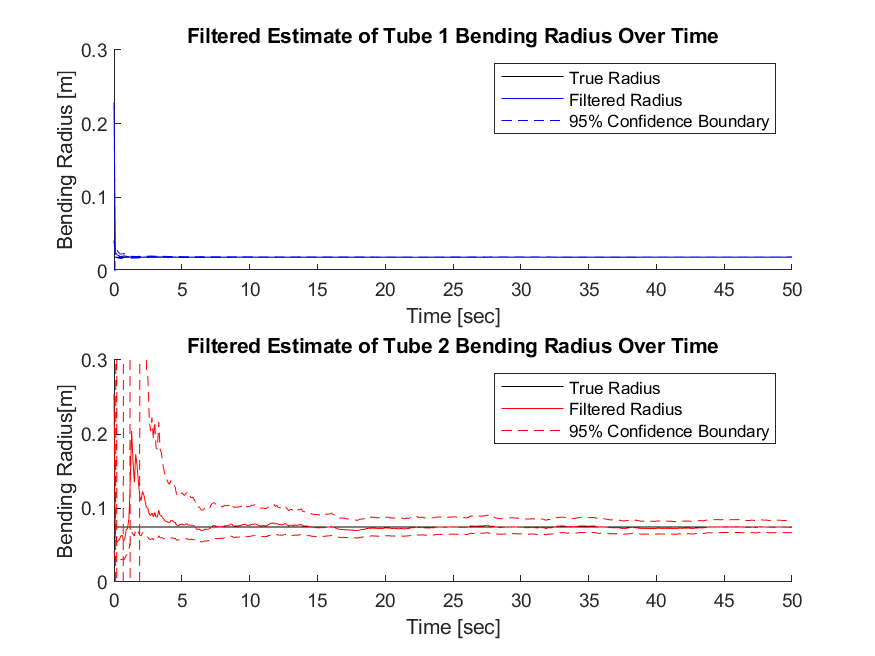 Filtered Estimate of Tube 1 Bending Radius Over Time
0.3
0.2
0.1
0
Bending Radius [m]
True Radius
Filtered Radius
95% Confidence Boundary
0 5 10 15 20 25 30 35 40 45 50
Time [sec]
Filtered Estimate of Tube 2 Bending Radius Over Time
0.3
0.2
0.1
0
Bending Radius[m]
True Radius
Filtered Radius
95% Confidence Boundary
0 5 10 15 20 25 30 35 40 45 50
Time [sec]